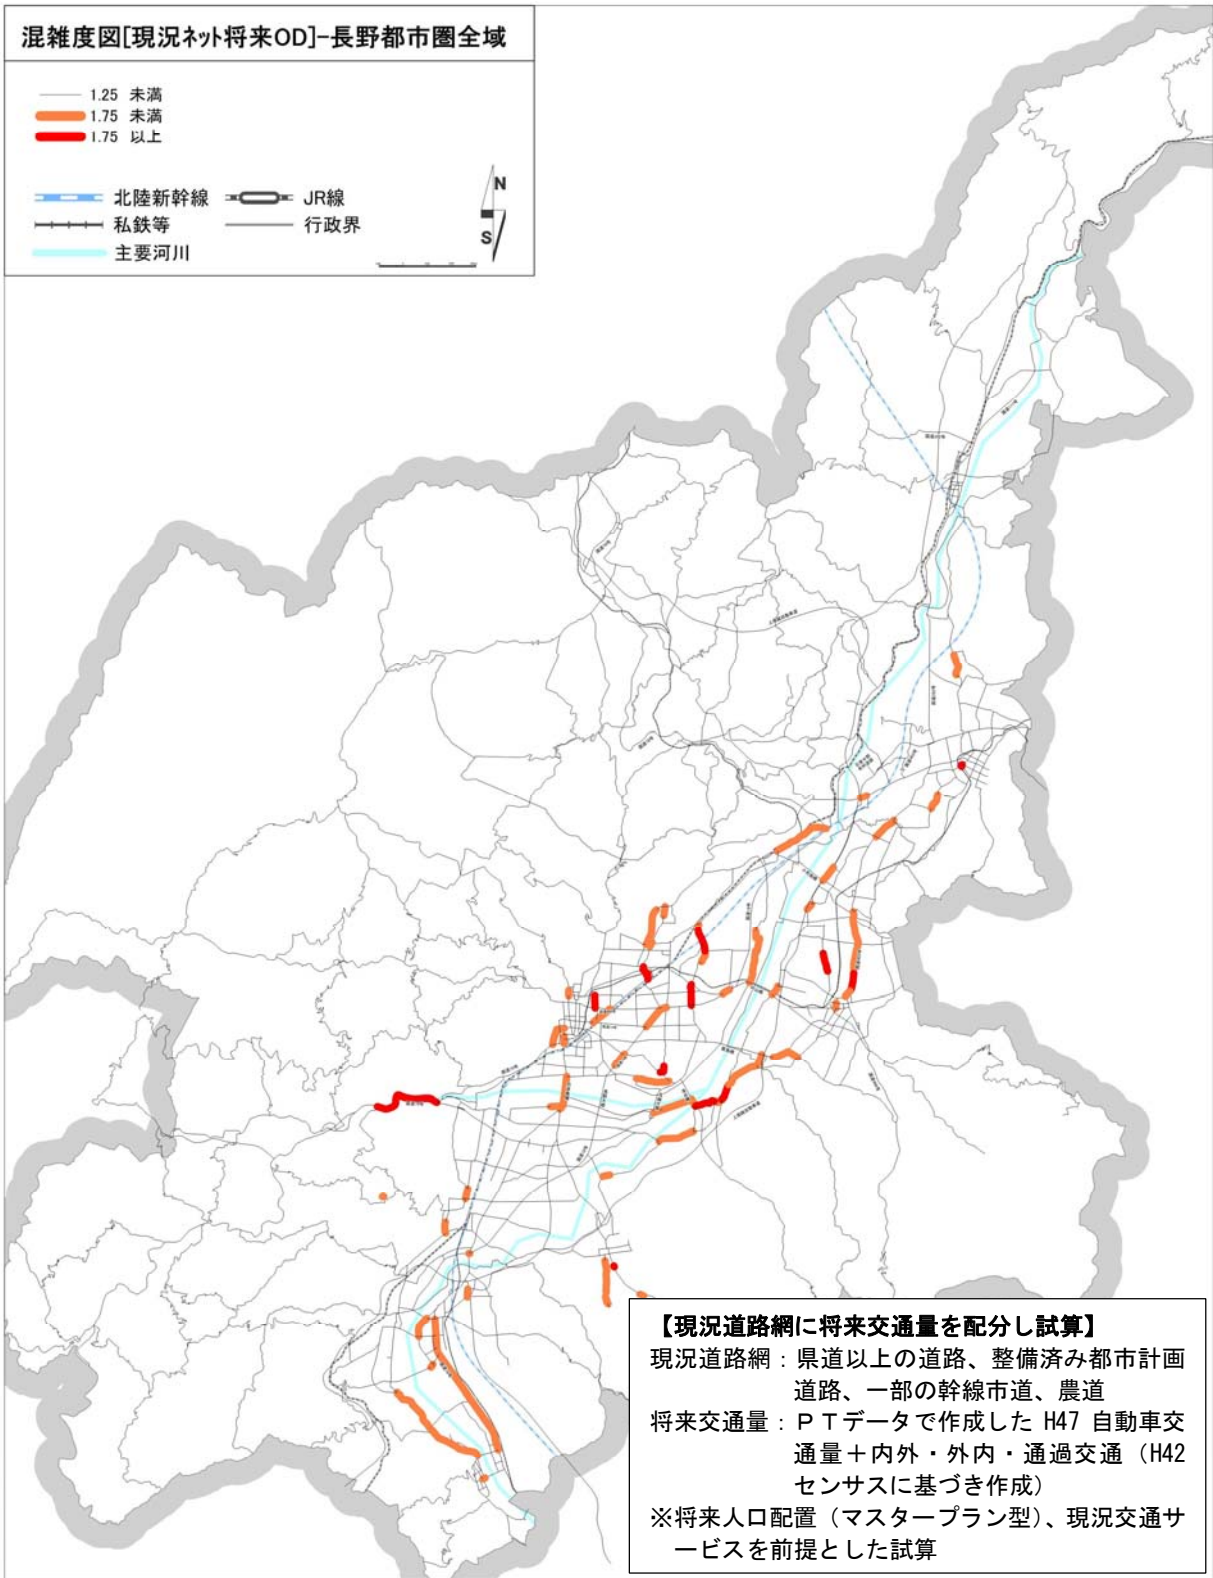 混雑度図[現況ネット将来OD]-長野都市圏全域
1.25 未満
1.75 未満
1.75 以上
北陸新幹線
JR線
私鉄等
行政界
主要河川
N
S
【現況道路網に将来交通量を配分し試算】
現況道路網：県道以上の道路、整備済み都市計画
道路、一部の幹線市道、農道
将来交通量：ＰＴデータで作成した H47 自動車交
通量＋内外・外内・通過交通（H42
センサスに基づき作成）
※将来人口配置（マスタープラン型）、現況交通サ
ービスを前提とした試算